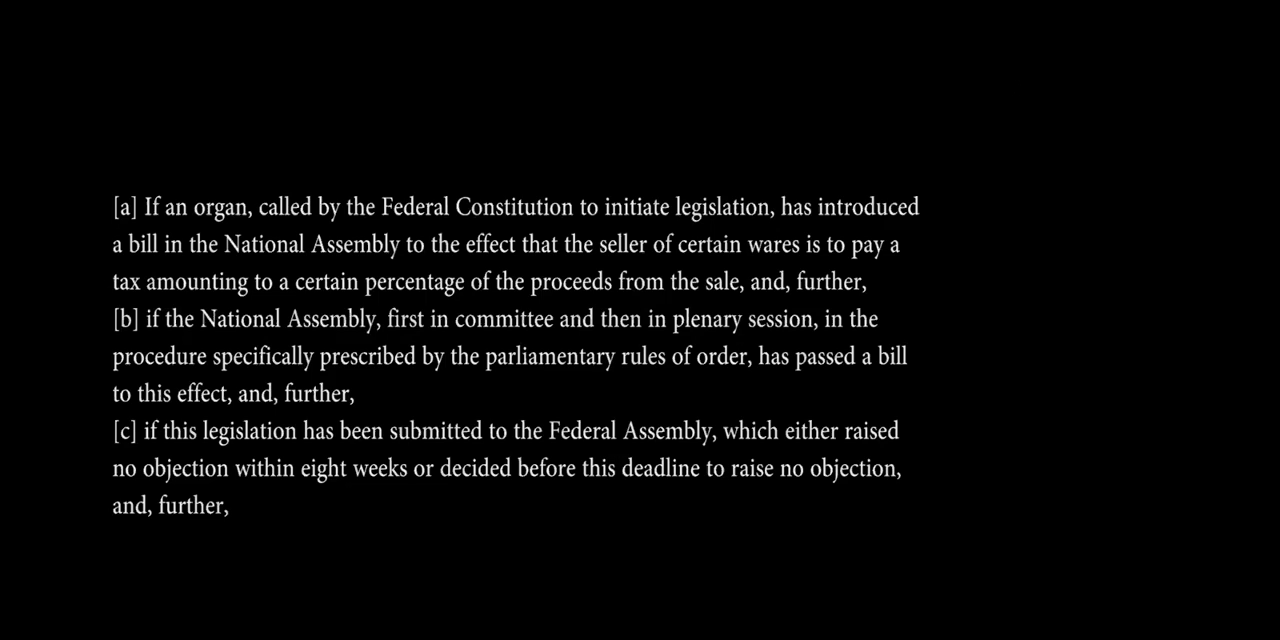 [a] If an organ, called by the Federal Constitution to initiate legislation, has introduced
a bill in the National Assembly to the effect that the seller of certain wares is to pay a
tax amounting to a certain percentage of the proceeds from the sale, and, further,
[b] if the National Assembly, first in committee and then in plenary session, in the
procedure specifically prescribed by the parliamentary rules of order, has passed a bill
to this effect, and, further,
[c] if this legislation has been submitted to the Federal Assembly, which either raised
no objection within eight weeks or decided before this deadline to raise no objection,
and, further,